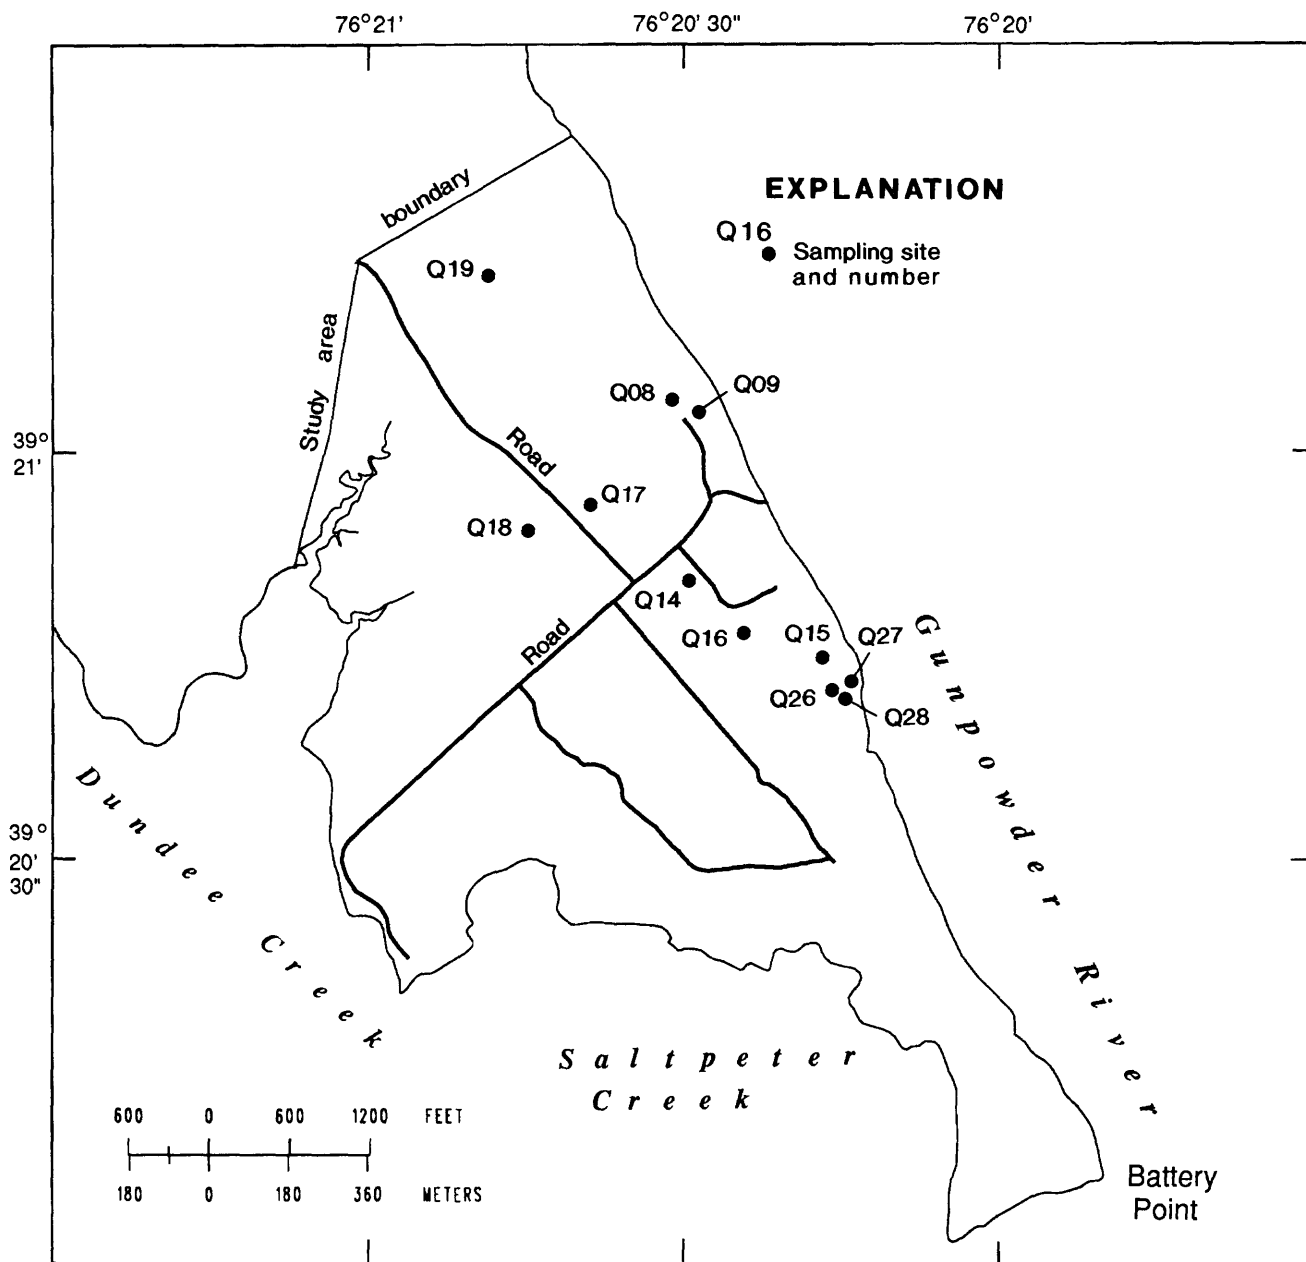 76°21' 76°20'30" 76°20'
boundary
EXPLANATION
Q16
Sampling site
and number
Q19
Study area
Q08
Q09
39°
21'
Road
Q17
Q18
Q14
Road
Q16
Q15
Q27
Q26
Q28
Gunpowder River
Dundee Creek
39°
20'
30"
Saltpeter
Creek
600 0 600 1200 FEET
180 0 180 360 METERS
Battery
Point